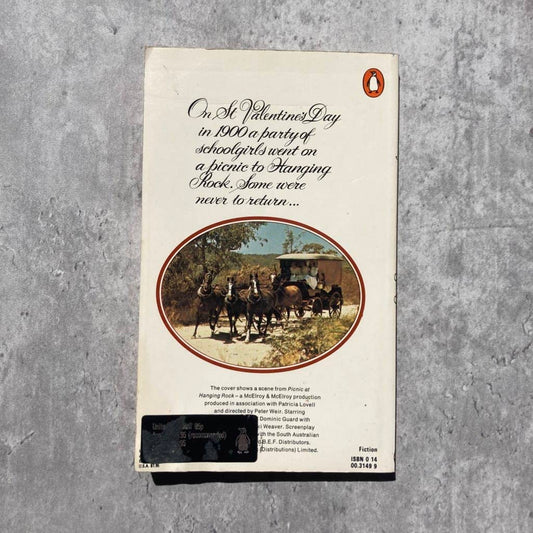 On St Valentine's Day
in 1900 a party of
schoolgirls went on
a picnic to Hanging
Rock. Some were
never to return...
The cover shows a scene from Picnic at
Hanging Rock – a McElroy & McElroy production
produced in association with Patricia Lovell
and directed by Peter Weir. Starring
Dominic Guard with
Weaver. Screenplay
with the South Australian
B.E.F. Distributors.
(Distributions) Limited.
Fiction
ISBN 0 14
00.3149 9